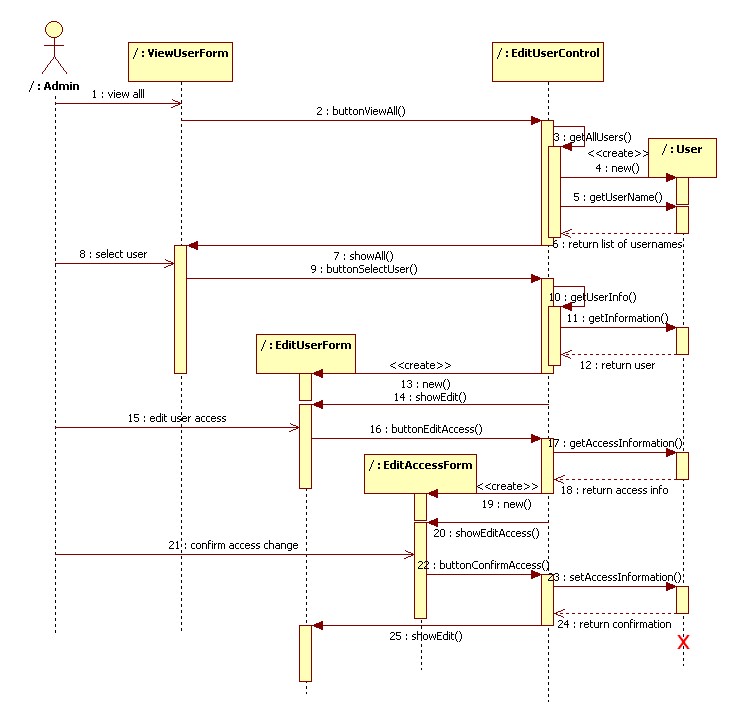 / : ViewUserForm
/ : EditUserControl
/ : Admin
1 : view alll
2 : buttonViewAll()
3 : getAllUsers()
<<create>>
/ : User
4 : new()
5 : getUserName()
6 : return list of usernames
7 : showAll()
8 : select user
9 : buttonSelectUser()
10 : getUserInfo()
11 : getInformation()
/ : EditUserForm
<<create>>
12 : return user
13 : new()
14 : showEdit()
15 : edit user access
16 : buttonEditAccess()
17 : getAccessInformation()
/ : EditAccessForm
<<create>>
18 : return access info
19 : new()
20 : showEditAccess()
21 : confirm access change
22 : buttonConfirmAccess()
23 : setAccessInformation()
24 : return confirmation
25 : showEdit()
X